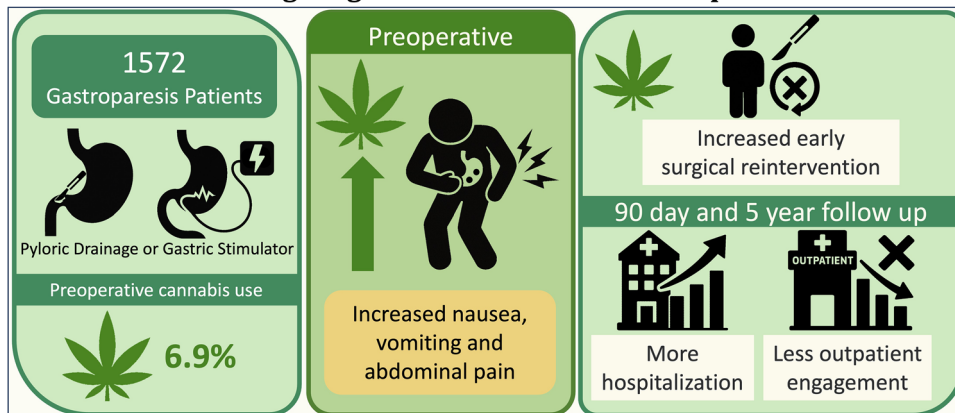 1572
Gastroparesis Patients
Pyloric Drainage or Gastric Stimulator
Preoperative cannabis use
6.9%
Preoperative
Increased nausea,
vomiting and
abdominal pain
Increased early
surgical reintervention
90 day and 5 year follow up
OUTPATIENT
More
hospitalization
Less outpatient
engagement